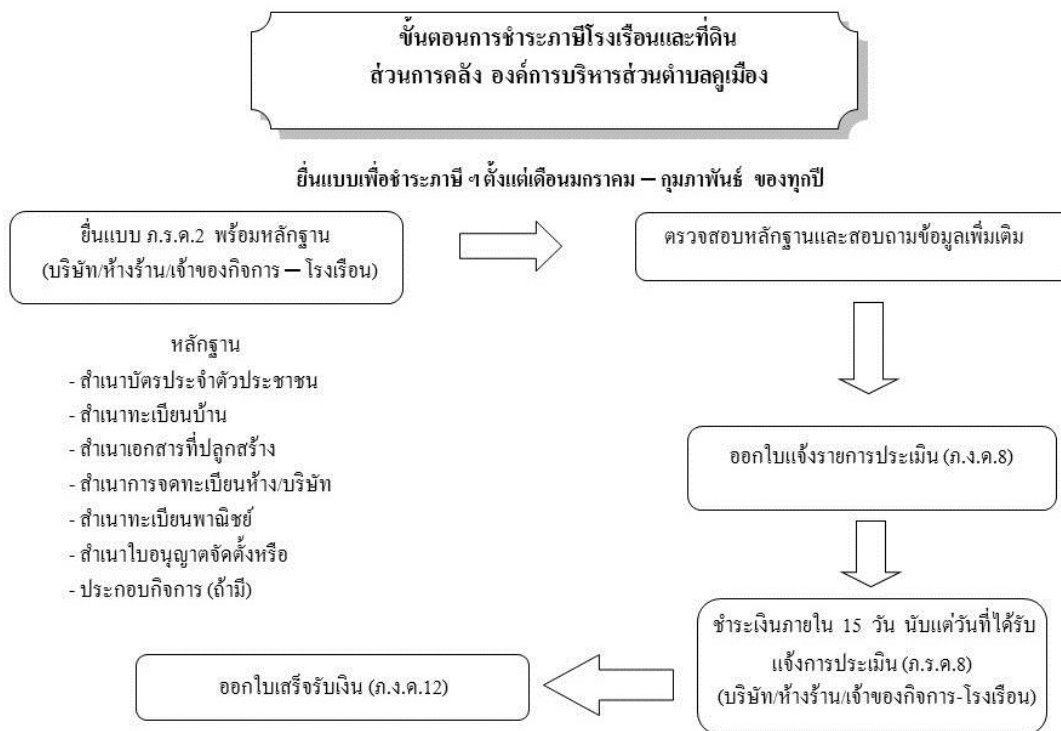 ขั้นตอนการชำระภาษีโรงเรือนและที่ดิน
ส่วนการคลัง องค์การบริหารส่วนตำบลคูเมือง
ยื่นแบบเพื่อชำระภาษี ฯ ตั้งแต่เดือนมกราคม – กุมภาพันธ์ ของทุกปี
ยื่นแบบ ภ.ร.ด.2 พร้อมหลักฐาน
(บริษัท/ห้างร้าน/เจ้าของกิจการ – โรงเรือน)
ตรวจสอบหลักฐานและสอบถามข้อมูลเพิ่มเติม
หลักฐาน
- สำเนาบัตรประจำตัวประชาชน
- สำเนาทะเบียนบ้าน
- สำเนาเอกสารที่ปลูกสร้าง
- สำเนาการจดทะเบียนห้าง/บริษัท
- สำเนาทะเบียนพาณิชย์
- สำเนาใบอนุญาตจัดตั้งหรือ
- ประกอบกิจการ (ถ้ามี)
ออกใบแจ้งรายการประเมิน (ภ.ง.ด.8)
ชำระเงินภายใน 15 วัน นับแต่วันที่ได้รับ
แจ้งการประเมิน (ภ.ร.ด.8)
(บริษัท/ห้างร้าน/เจ้าของกิจการ-โรงเรือน)
ออกใบเสร็จรับเงิน (ภ.ง.ด.12)